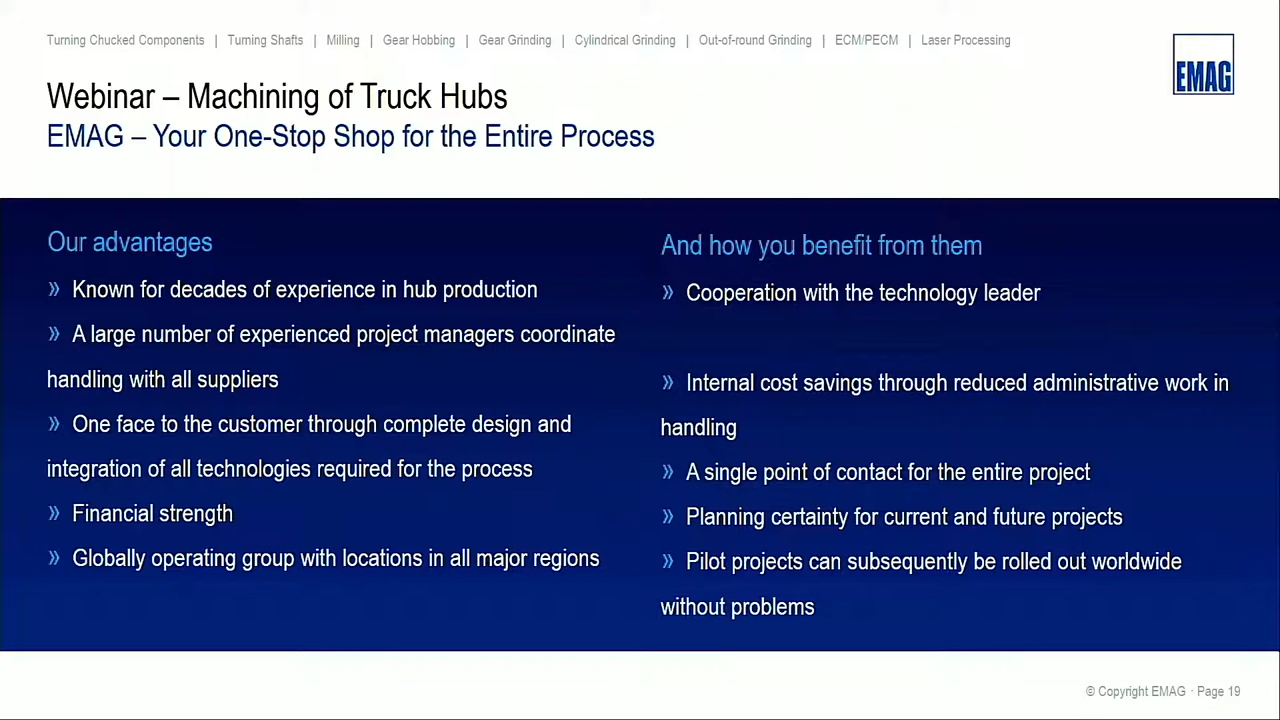 Turning Chucked Components | Turning Shafts | Milling | Gear Hobbing | Gear Grinding | Cylindrical Grinding | Out-of-round Grinding | ECM/PECM | Laser Processing
EMAG
Webinar – Machining of Truck Hubs
EMAG – Your One-Stop Shop for the Entire Process
Our advantages
» Known for decades of experience in hub production
» A large number of experienced project managers coordinate
handling with all suppliers
» One face to the customer through complete design and
integration of all technologies required for the process
» Financial strength
» Globally operating group with locations in all major regions
And how you benefit from them
» Cooperation with the technology leader
» Internal cost savings through reduced administrative work in
handling
» A single point of contact for the entire project
» Planning certainty for current and future projects
» Pilot projects can subsequently be rolled out worldwide
without problems
© Copyright EMAG · Page 19